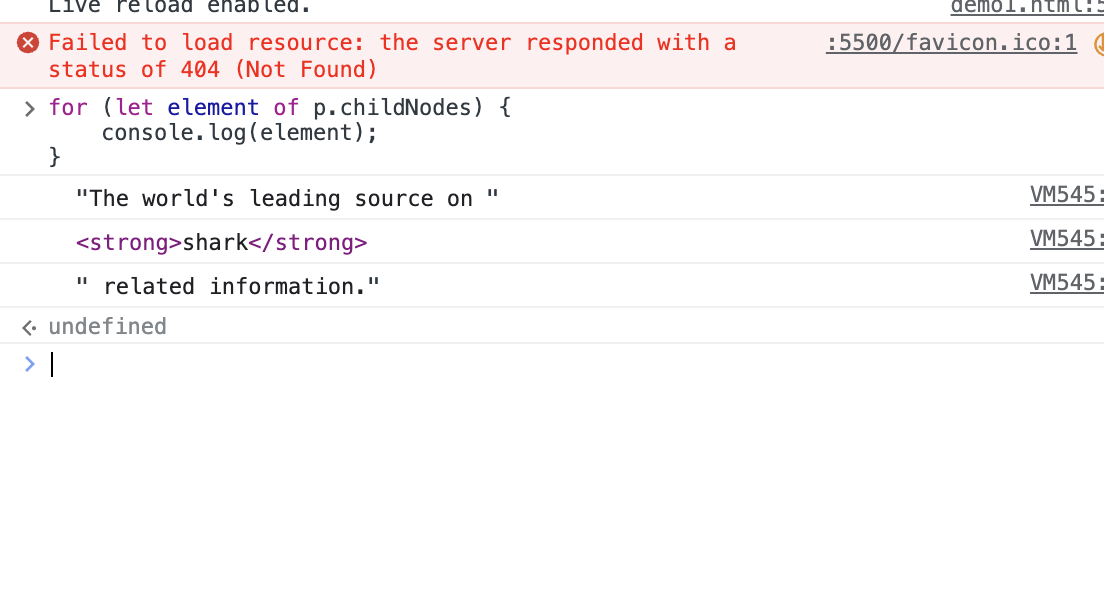 Live reload enabled. demo1.html:5
Failed to load resource: the server responded with a :5500/favicon.ico:1
status of 404 (Not Found)
for (let element of p.childNodes) {
    console.log(element);
}
"The world's leading source on " VM545:
<strong>shark</strong> VM545:
" related information." VM545:
undefined